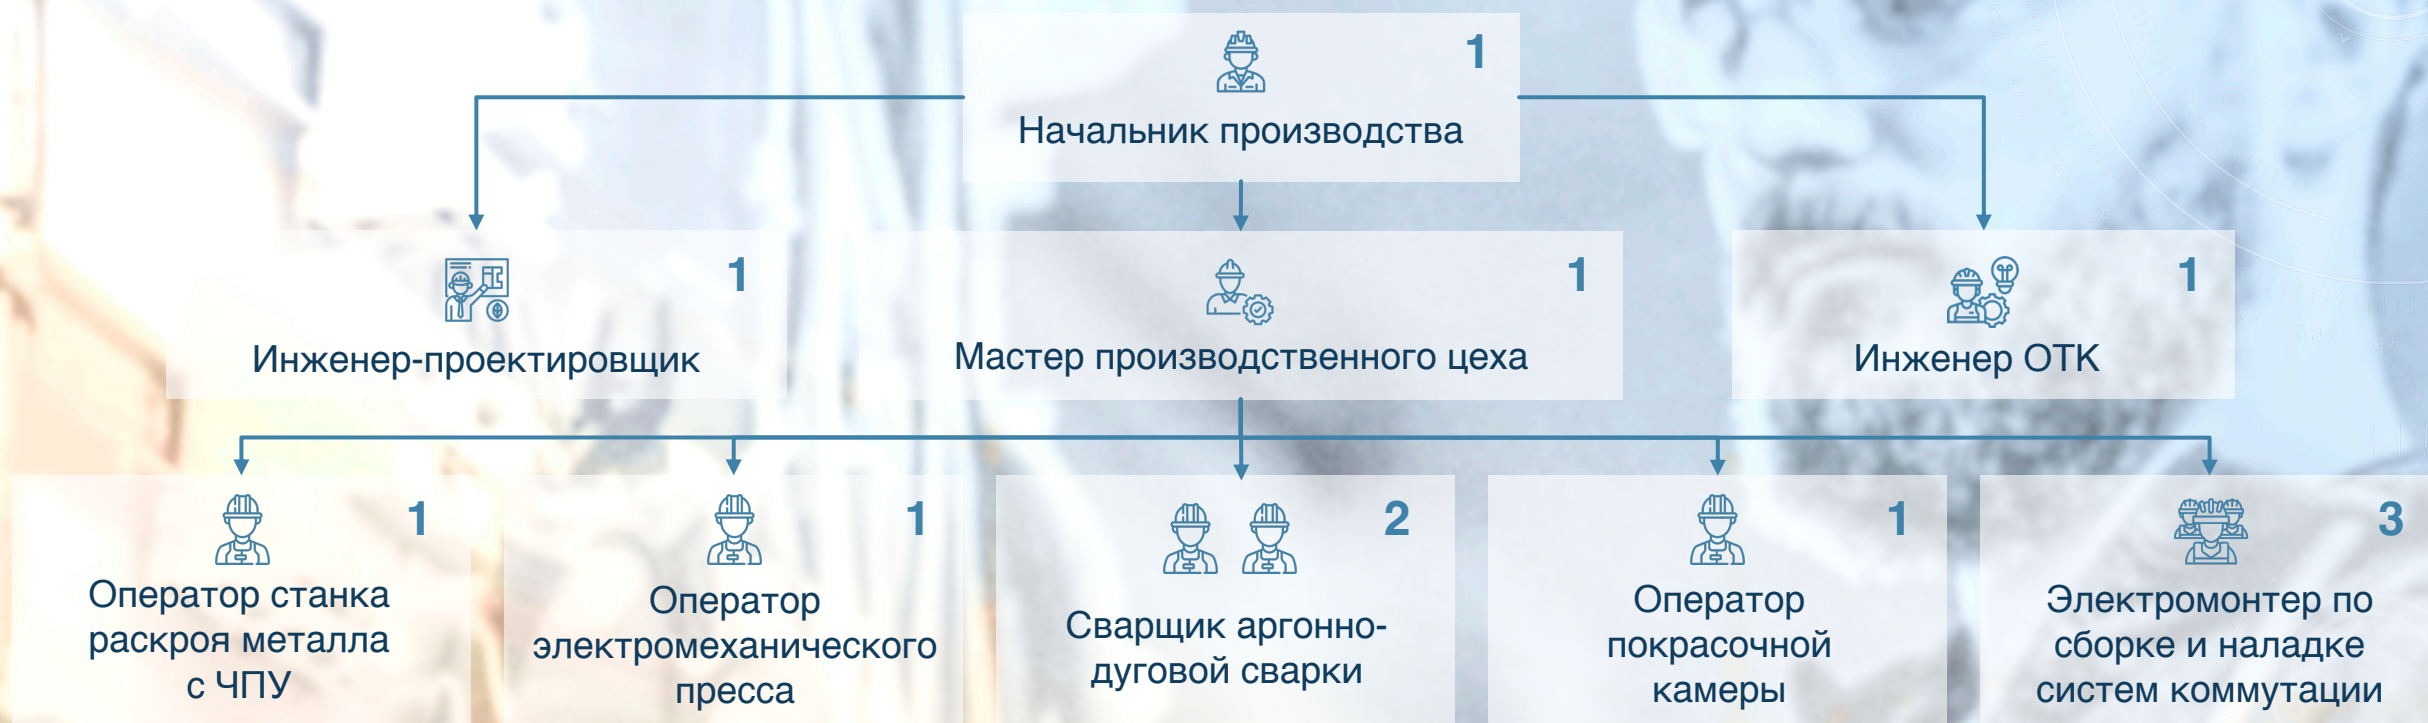 1
Начальник производства
1
Инженер-проектировщик
1
Мастер производственного цеха
1
Инженер ОТК
1
Оператор станка
раскроя металла
с ЧПУ
1
Оператор
электромеханического
пресса
2
Сварщик аргонно-
дуговой сварки
1
Оператор
покрасочной
камеры
3
Электромонтер по
сборке и наладке
систем коммутации